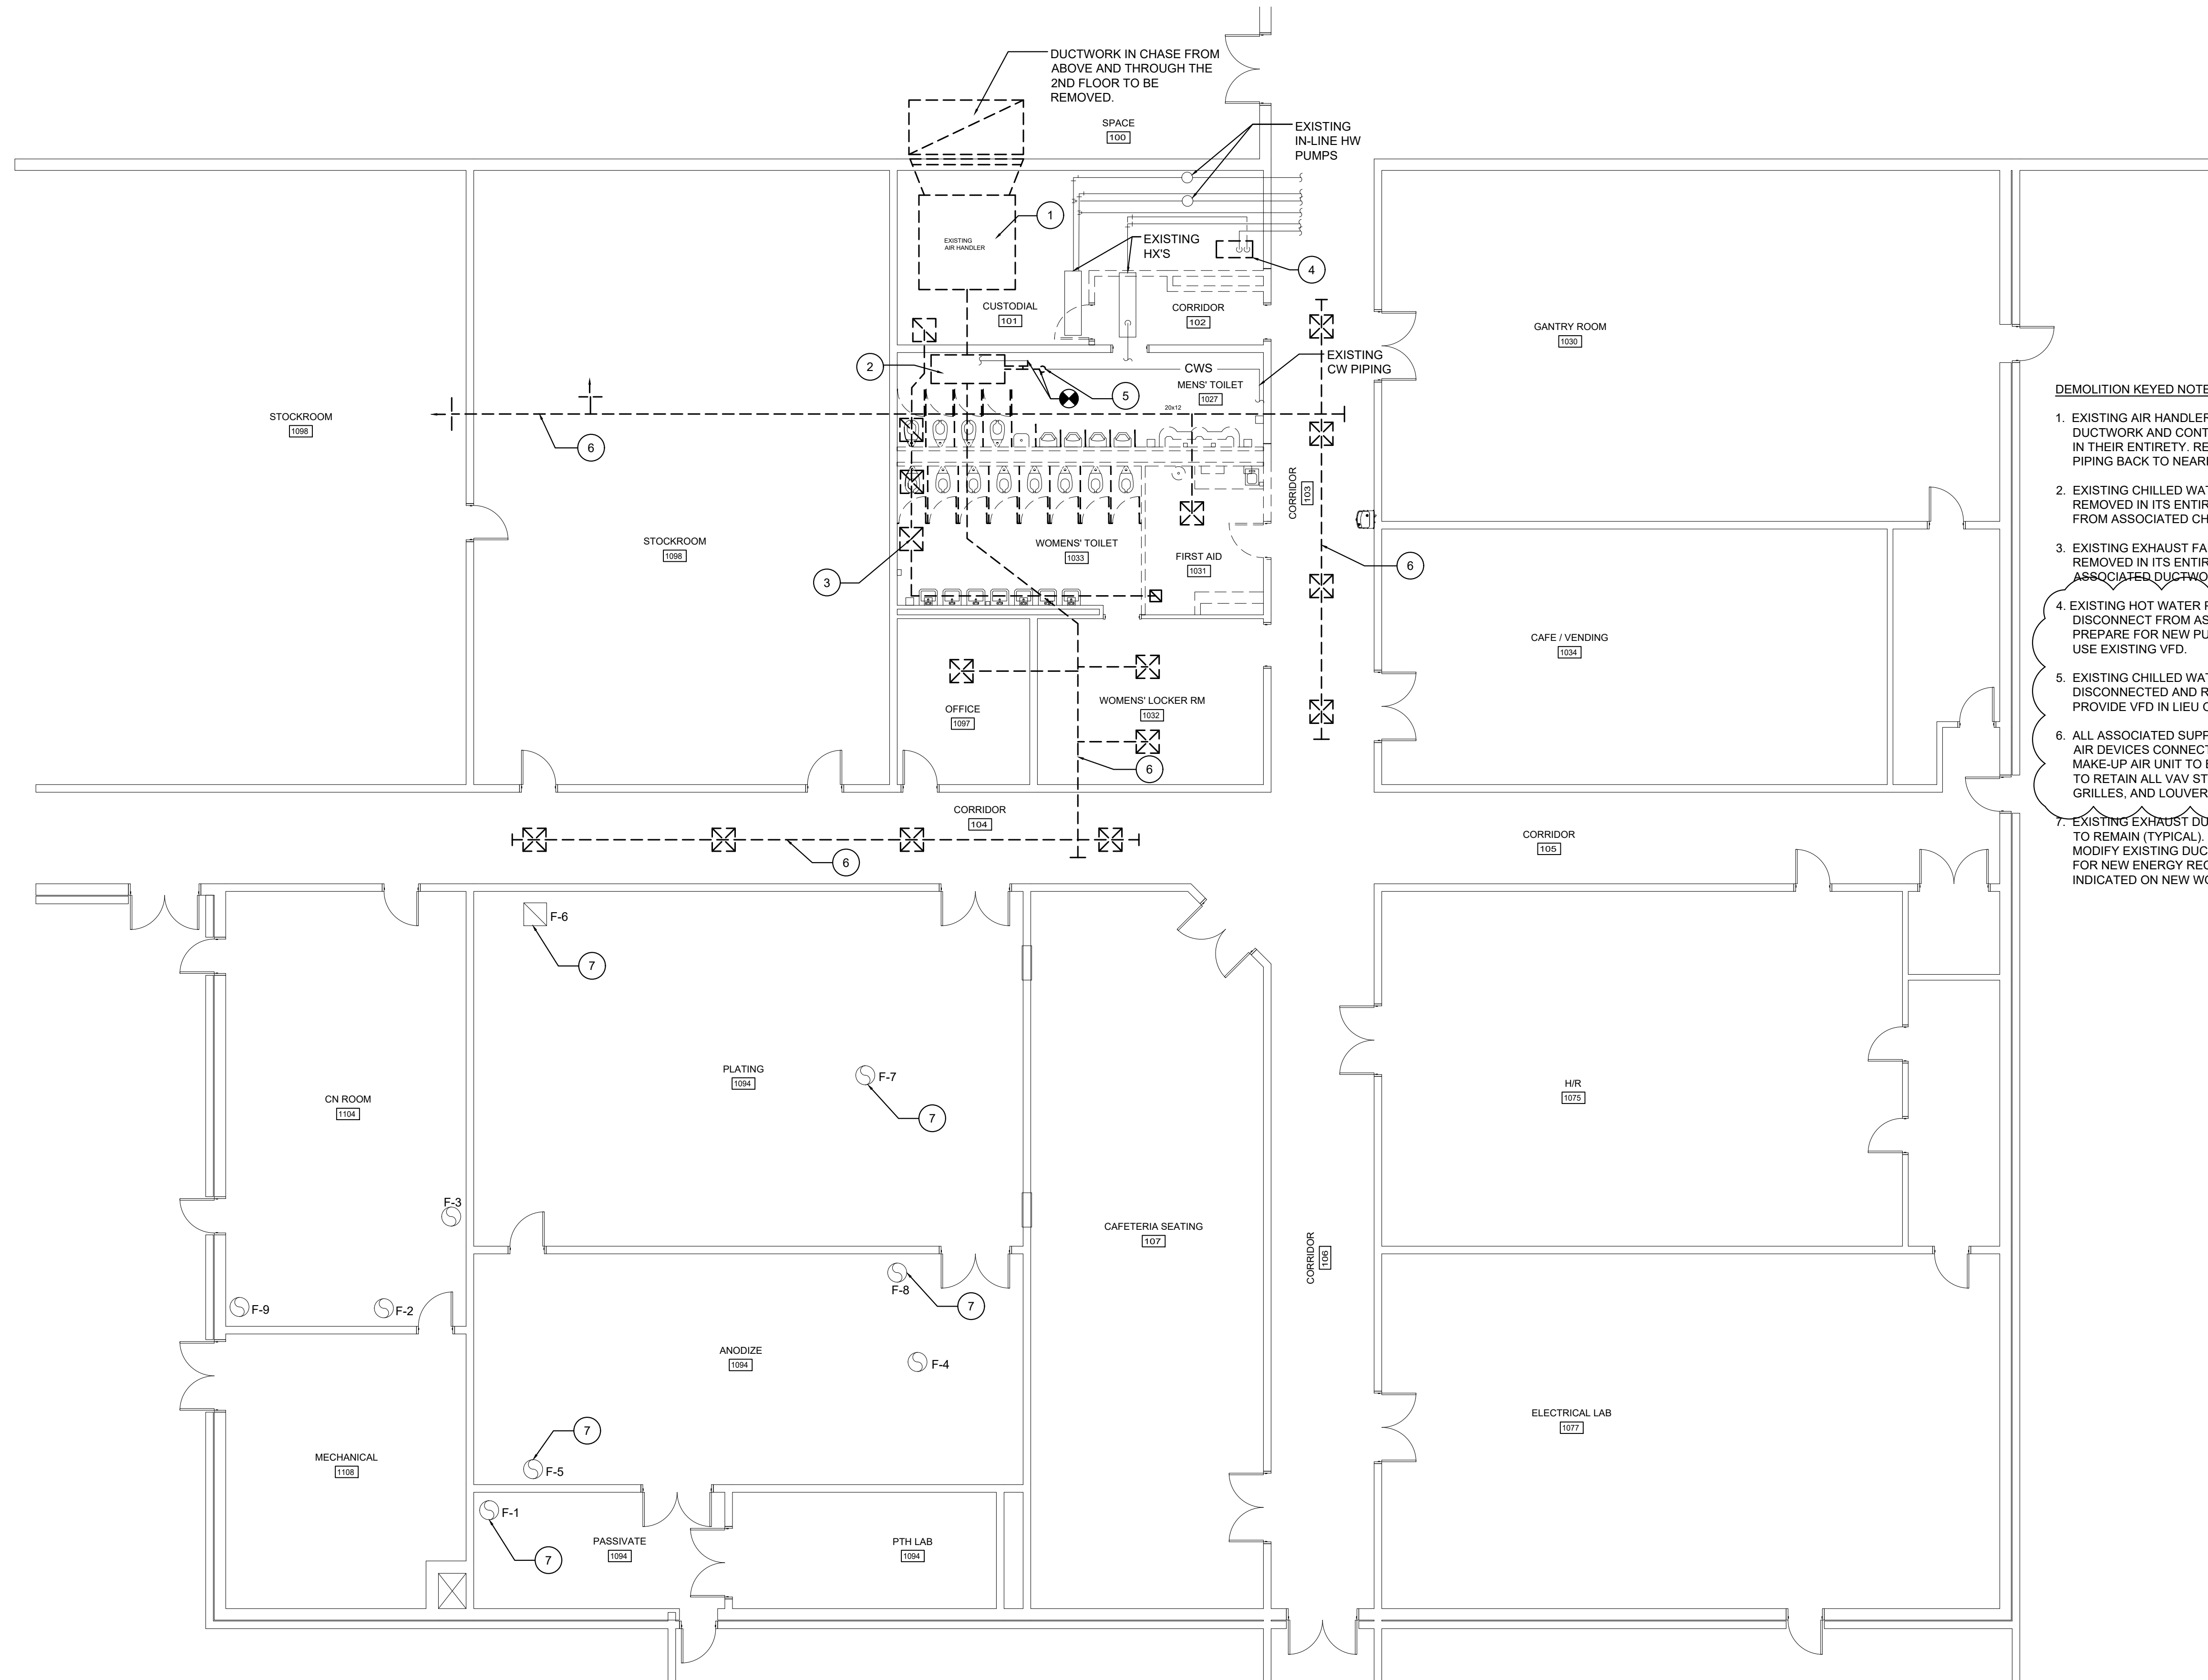 DUCTWORK IN CHASE FROM
ABOVE AND THROUGH THE
2ND FLOOR TO BE
REMOVED.
SPACE
100
EXISTING
IN-LINE HW
PUMPS
1
EXISTING
AIR HANDLER
EXISTING
HX'S
4
CUSTODIAL
101
CORRIDOR
102
GANTRY ROOM
1030
2
EXISTING
CW PIPING
CWS
MENS' TOILET
1027
20x12
5
STOCKROOM
1098
6
CORRIDOR
103
STOCKROOM
1098
WOMENS' TOILET
1033
FIRST AID
1031
3
6
CAFE / VENDING
1034
OFFICE
1097
WOMENS' LOCKER RM
1032
6
CORRIDOR
104
6
CORRIDOR
105
DEMOLITION KEYED NOTE
1. EXISTING AIR HANDLER
DUCTWORK AND CONT
IN THEIR ENTIRETY. RE
PIPING BACK TO NEAR
2. EXISTING CHILLED WAT
REMOVED IN ITS ENTIR
FROM ASSOCIATED CH
3. EXISTING EXHAUST FA
REMOVED IN ITS ENTIR
ASSOCIATED DUCTWO
4. EXISTING HOT WATER P
DISCONNECT FROM AS
PREPARE FOR NEW PU
USE EXISTING VFD.
5. EXISTING CHILLED WAT
DISCONNECTED AND R
PROVIDE VFD IN LIEU O
6. ALL ASSOCIATED SUPP
AIR DEVICES CONNECT
MAKE-UP AIR UNIT TO B
TO RETAIN ALL VAV ST
GRILLES, AND LOUVER
7. EXISTING EXHAUST DU
TO REMAIN (TYPICAL).
MODIFY EXISTING DUC
FOR NEW ENERGY REC
INDICATED ON NEW WO
F-6
7
PLATING
1094
F-7
7
CN ROOM
1104
H/R
1075
F-3
CAFETERIA SEATING
107
CORRIDOR
106
F-9
F-2
F-8
7
ANODIZE
1094
F-4
ELECTRICAL LAB
1077
7
MECHANICAL
1108
F-5
F-1
PASSIVATE
1094
7
PTH LAB
1094